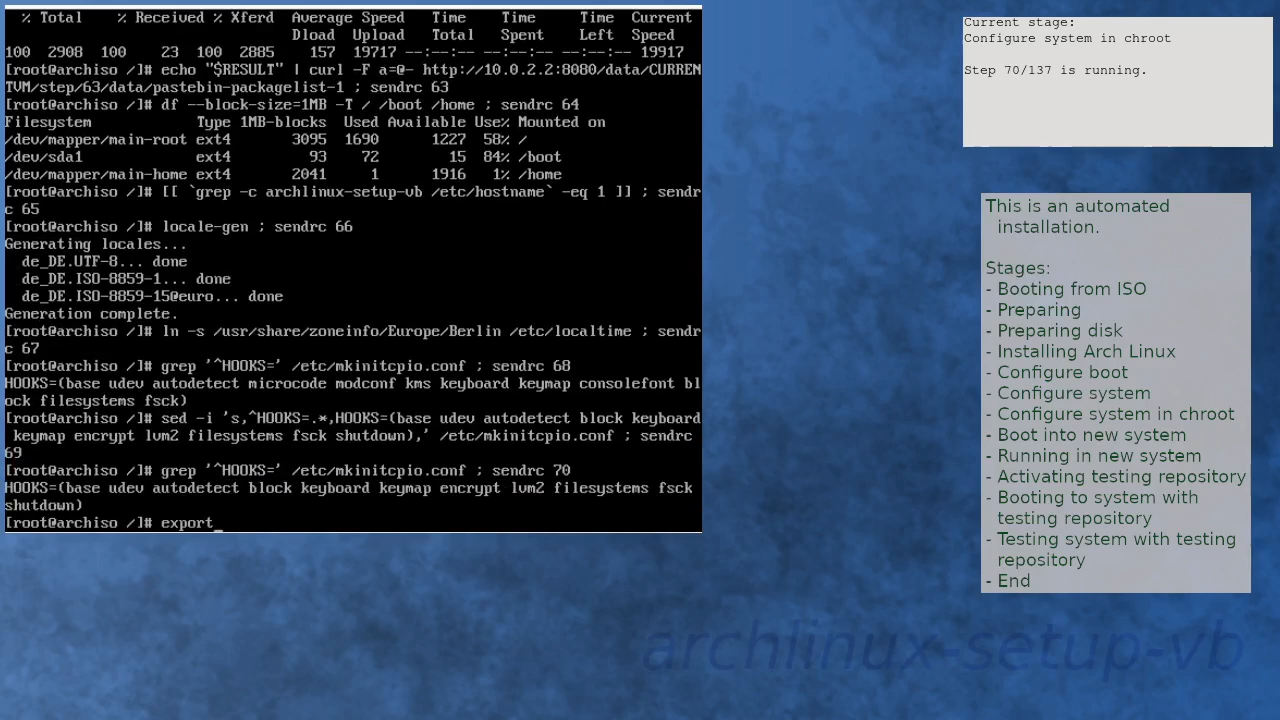 % Total % Received % Xferd Average Speed Time Time Time Current
Dload Upload Total Spent Left Speed
100 2908 100 23 100 2885 157 19717 --:--:-- --:--:-- --:--:-- 19917
[root@archiso /]# echo "$RESULT" | curl -F a=@- http://10.0.2.2:8080/data/CURREN
TVM/step/63/data/pastebin-packagelist-1 ; sendrc 63
[root@archiso /]# df --block-size=1MB -T / /boot /home ; sendrc 64
Filesystem Type 1MB-blocks Used Available Use% Mounted on
/dev/mapper/main-root ext4 3095 1690 1227 58% /
/dev/sda1 ext4 93 72 15 84% /boot
/dev/mapper/main-home ext4 2041 1 1916 1% /home
[root@archiso /]# [[ `grep -c archlinux-setup-vb /etc/hostname` -eq 1 ]] ; sendr
c 65
[root@archiso /]# locale-gen ; sendrc 66
Generating locales...
de_DE.UTF-8... done
de_DE.ISO-8859-1... done
de_DE.ISO-8859-15@euro... done
Generation complete.
[root@archiso /]# ln -s /usr/share/zoneinfo/Europe/Berlin /etc/localtime ; sendr
c 67
[root@archiso /]# grep '^HOOKS=' /etc/mkinitcpio.conf ; sendrc 68
HOOKS=(base udev autodetect microcode modconf kms keyboard keymap consolefont bl
ock filesystems fsck)
[root@archiso /]# sed -i 's,^HOOKS=.*,HOOKS=(base udev autodetect block keyboard
keymap encrypt lvm2 filesystems fsck shutdown),' /etc/mkinitcpio.conf ; sendrc
69
[root@archiso /]# grep '^HOOKS=' /etc/mkinitcpio.conf ; sendrc 70
HOOKS=(base udev autodetect block keyboard keymap encrypt lvm2 filesystems fsck
shutdown)
[root@archiso /]# export_
Current stage:
Configure system in chroot
Step 70/137 is running.
This is an automated
installation.
Stages:
- Booting from ISO
- Preparing
- Preparing disk
- Installing Arch Linux
- Configure boot
- Configure system
- Configure system in chroot
- Boot into new system
- Running in new system
- Activating testing repository
- Booting to system with
testing repository
- Testing system with testing
repository
- End
archlinux-setup-vb